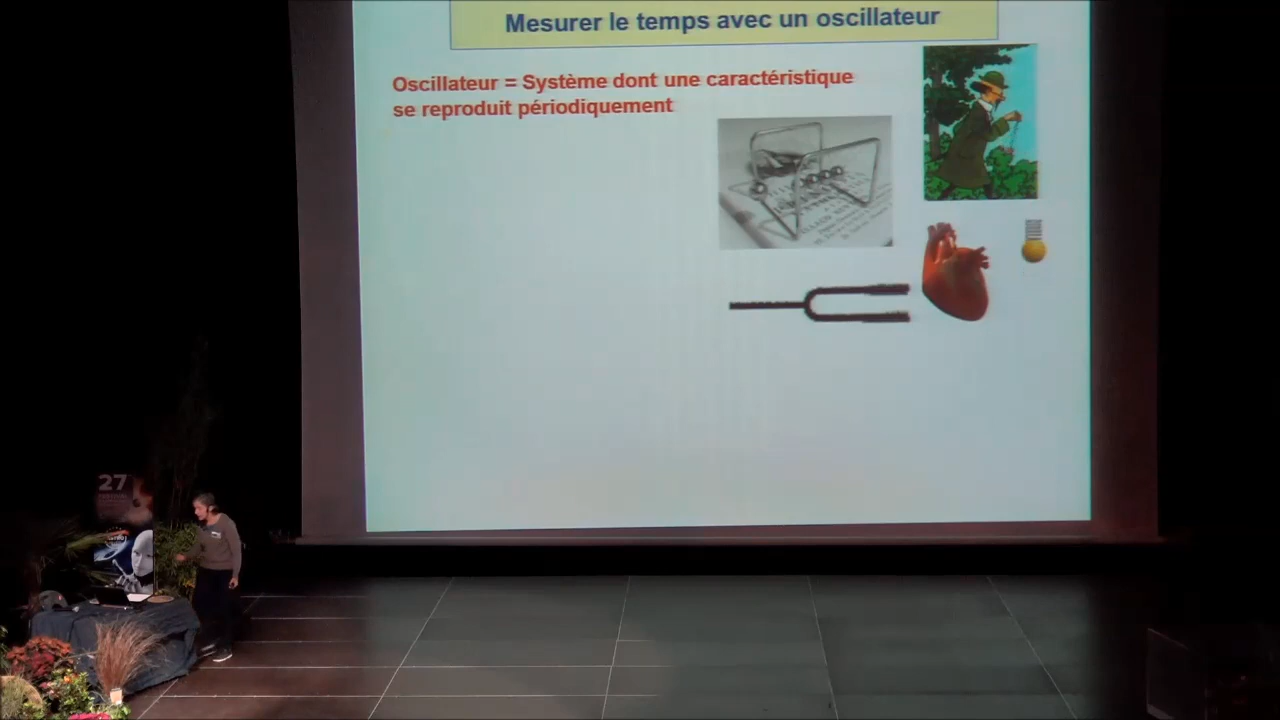 Mesurer le temps avec un oscillateur
Oscillateur = Système dont une caractéristique
se reproduit périodiquement
27